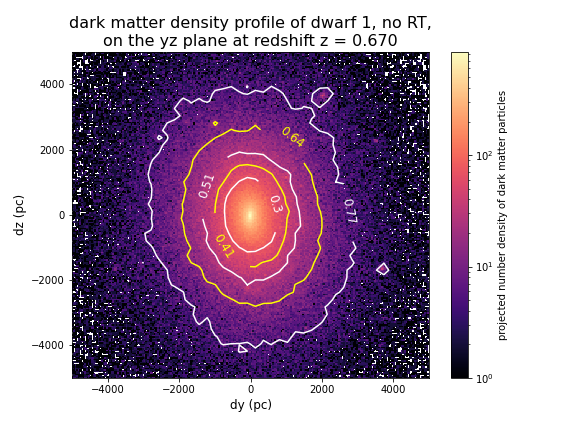 dark matter density profile of dwarf 1, no RT,
on the yz plane at redshift z = 0.670
4000
2000
0
−2000
−4000
dz (pc)
−4000 −2000 0 2000 4000
dy (pc)
0.64
0.51
0.3
0.77
0.41
10²
10¹
10⁰
projected number density of dark matter particles